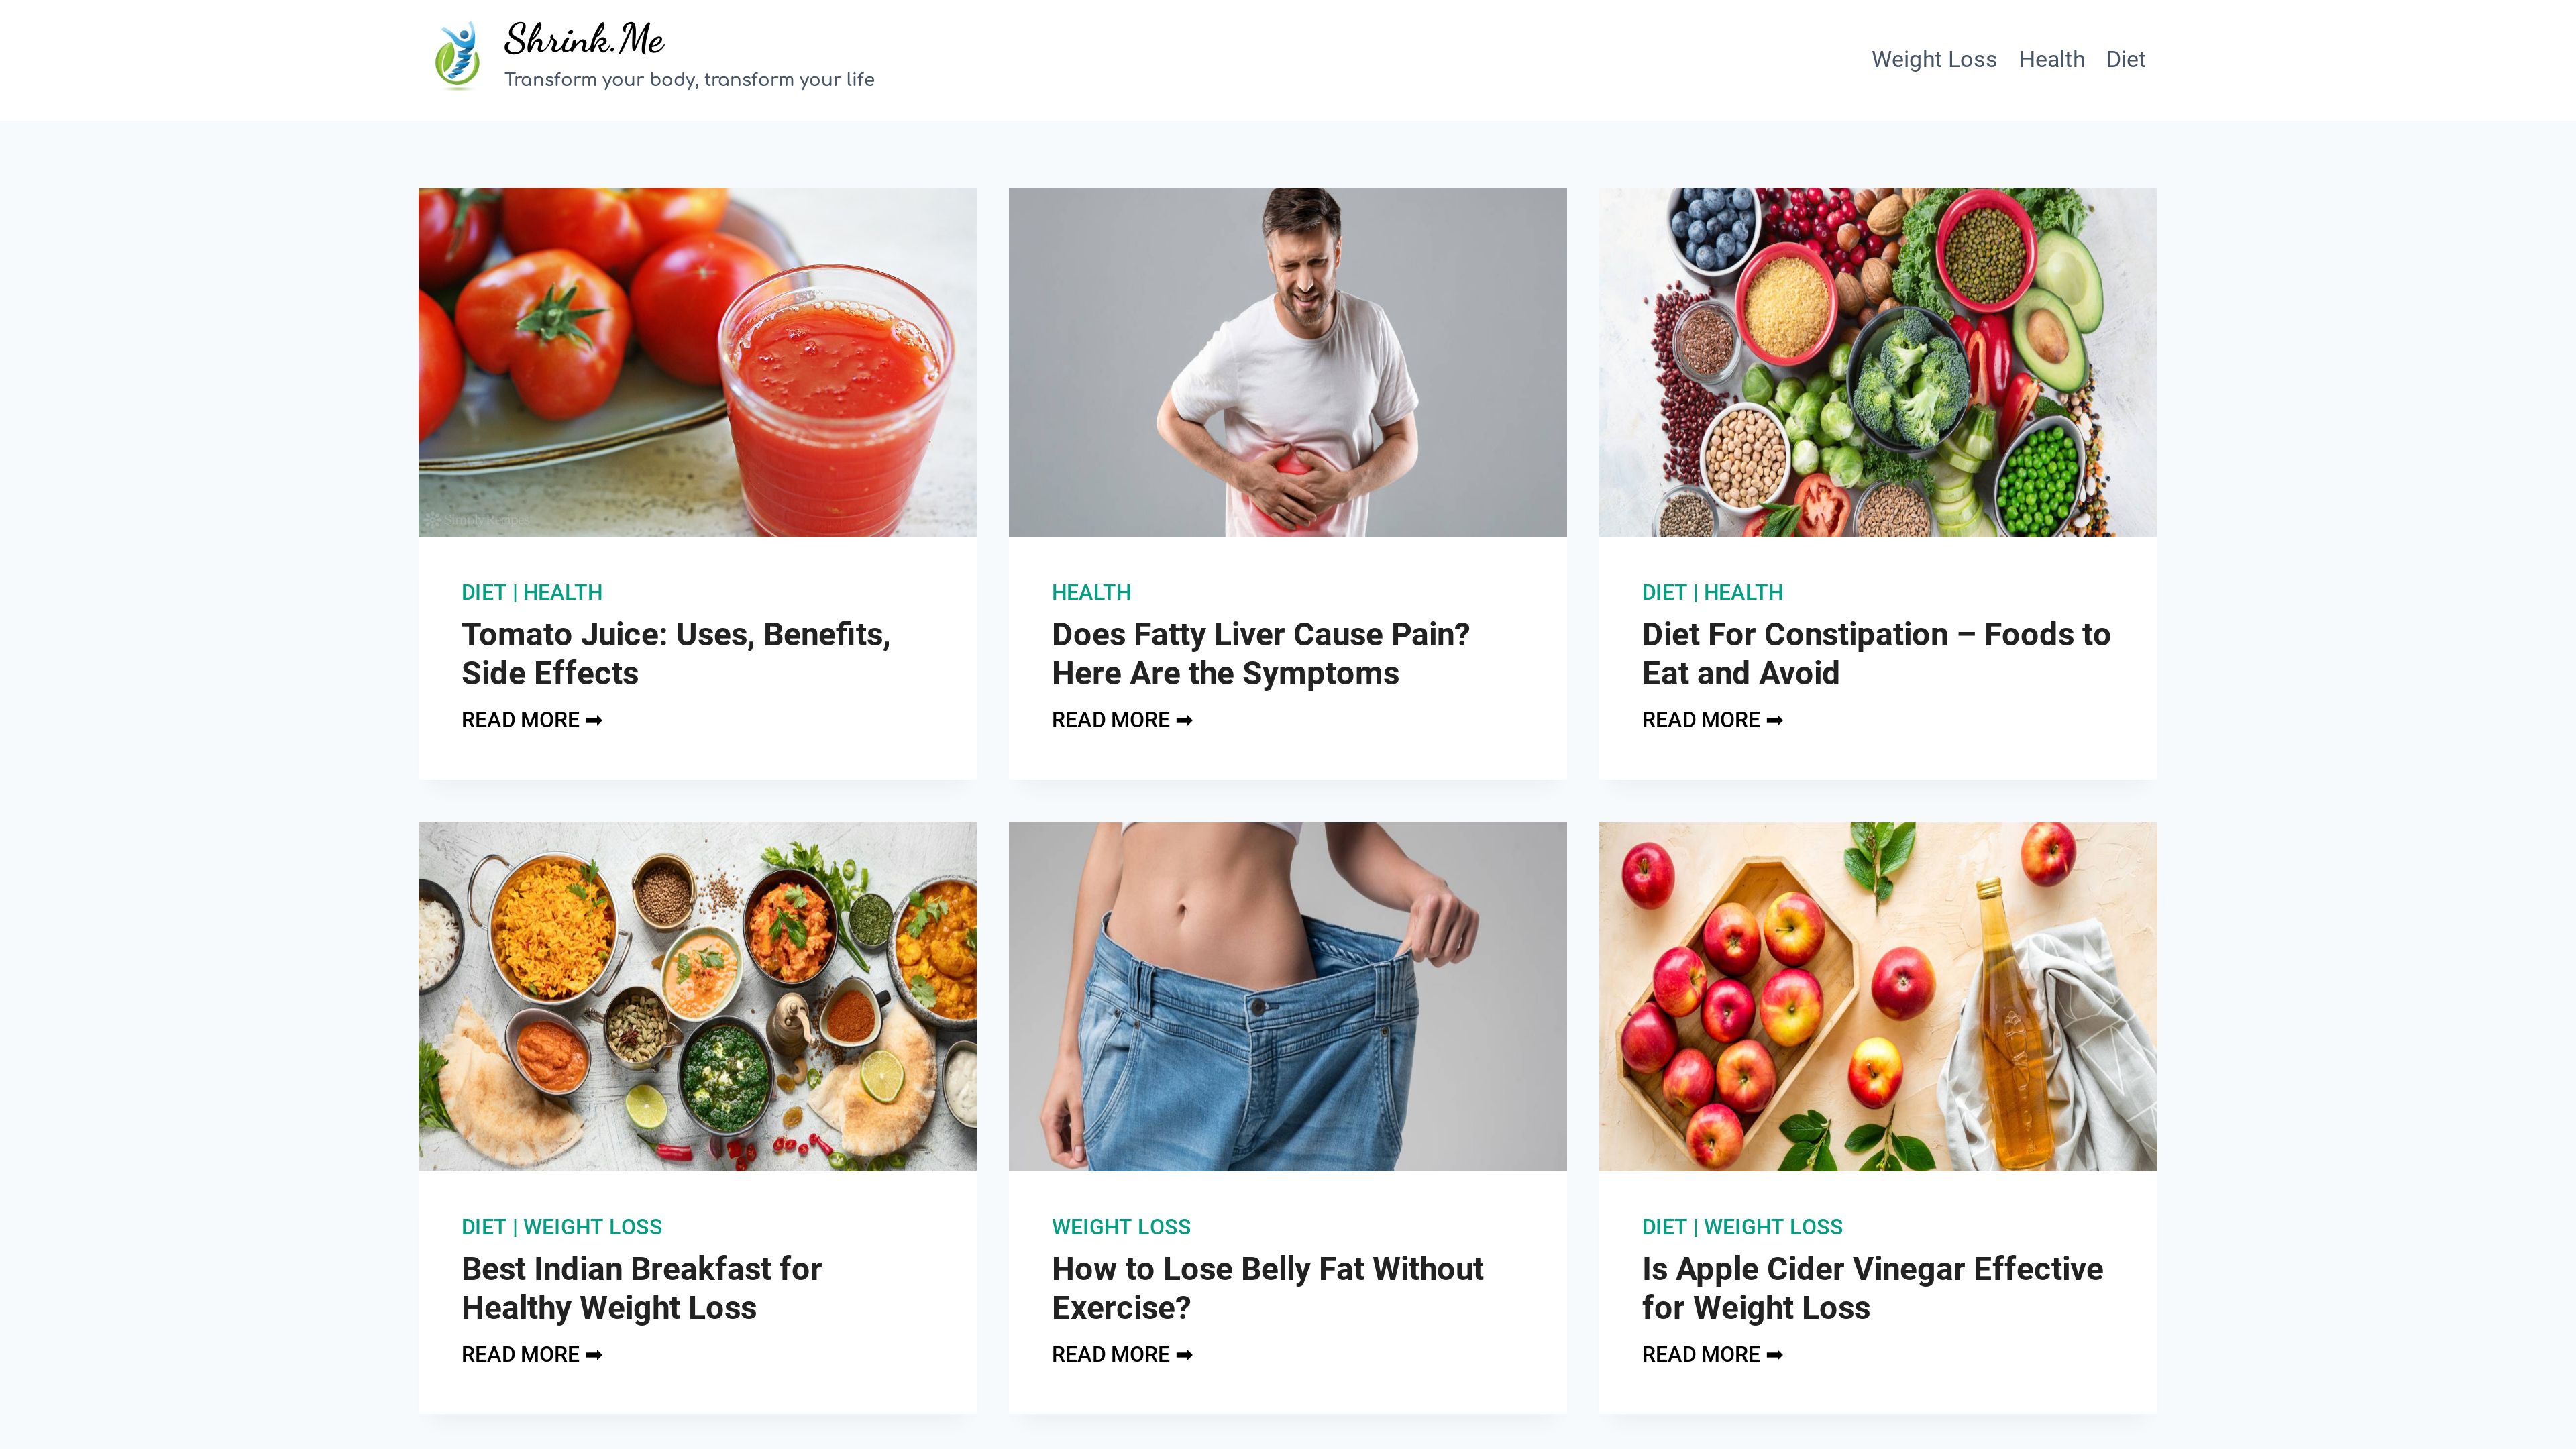 Shrink.Me
Transform your body, transform your life
Weight Loss Health Diet
DIET | HEALTH
Tomato Juice: Uses, Benefits,
Side Effects
READ MORE ➡
HEALTH
Does Fatty Liver Cause Pain?
Here Are the Symptoms
READ MORE ➡
DIET | HEALTH
Diet For Constipation – Foods to
Eat and Avoid
READ MORE ➡
DIET | WEIGHT LOSS
Best Indian Breakfast for
Healthy Weight Loss
READ MORE ➡
WEIGHT LOSS
How to Lose Belly Fat Without
Exercise?
READ MORE ➡
DIET | WEIGHT LOSS
Is Apple Cider Vinegar Effective
for Weight Loss
READ MORE ➡